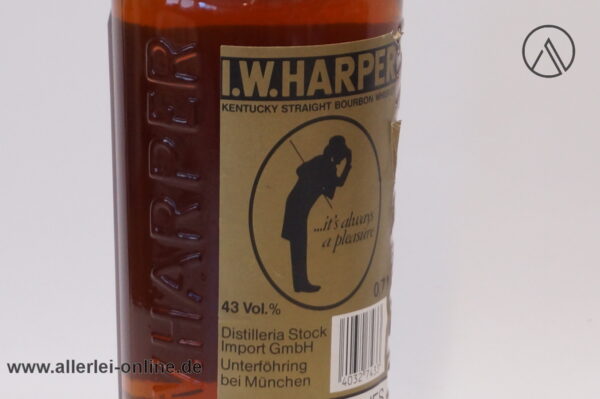 HARPER
I.W.HARPER
KENTUCKY STRAIGHT BOURBON
...it's always
a pleasure
0,7
43 Vol.%
Distilleria Stock
Import GmbH
Unterföhring
bei München
www.allerlei-online.de